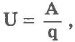 U = A/q ,